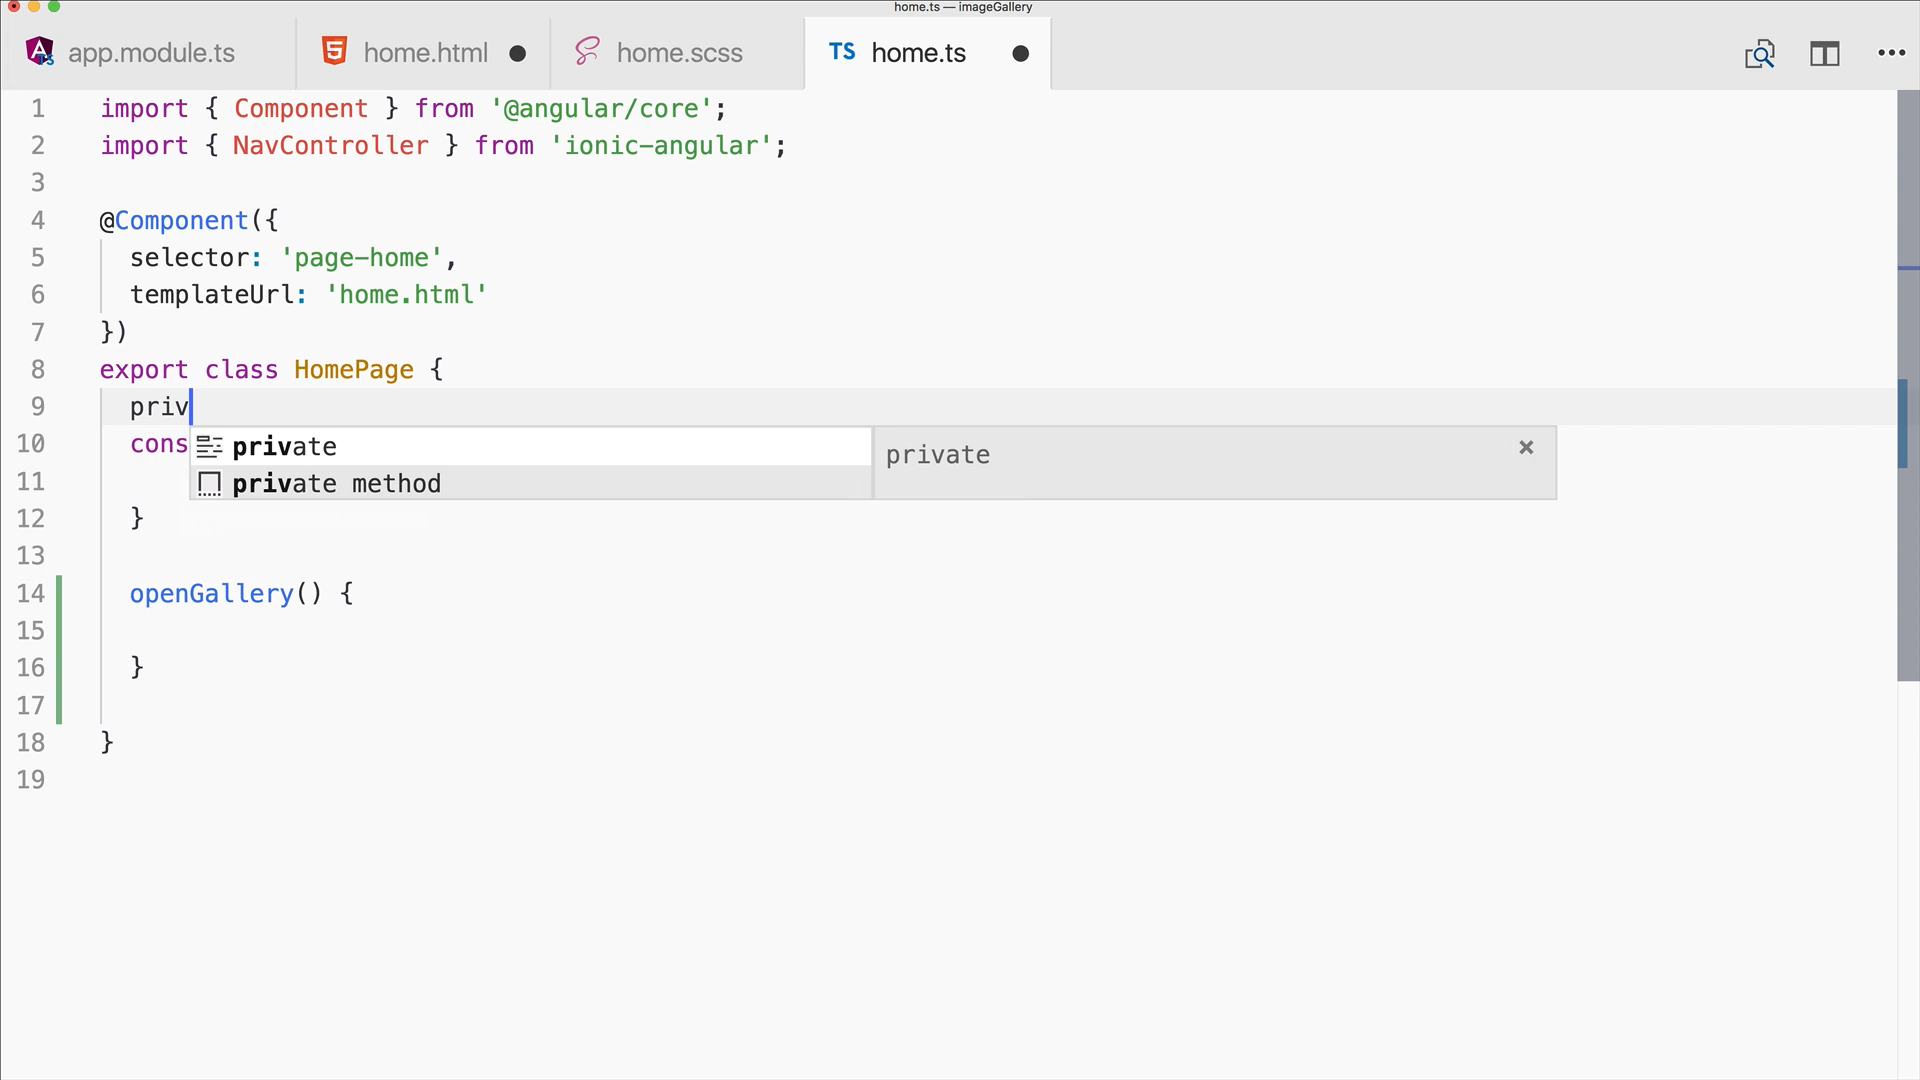 home.ts — imageGallery
app.module.ts home.html home.scss TS home.ts
1 import { Component } from '@angular/core';
2 import { NavController } from 'ionic-angular';
3
4 @Component({
5 selector: 'page-home',
6 templateUrl: 'home.html'
7 })
8 export class HomePage {
9 priv
10 cons
private
private
11
private method
12 }
13
14 openGallery() {
15
16 }
17
18 }
19